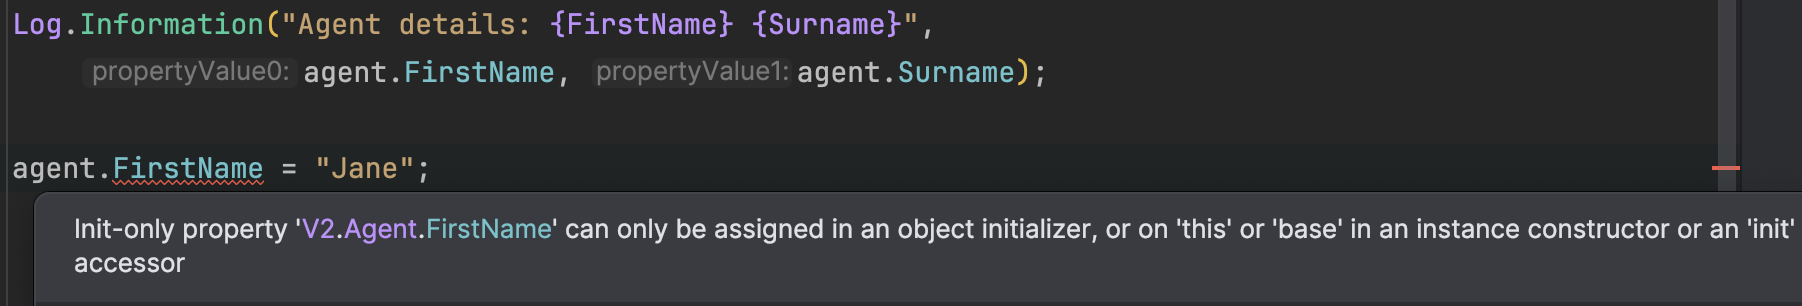 Log.Information("Agent details: {FirstName} {Surname}",
propertyValue0: agent.FirstName, propertyValue1: agent.Surname);
agent.FirstName = "Jane";
Init-only property 'V2.Agent.FirstName' can only be assigned in an object initializer, or on 'this' or 'base' in an instance constructor or an 'init'
accessor